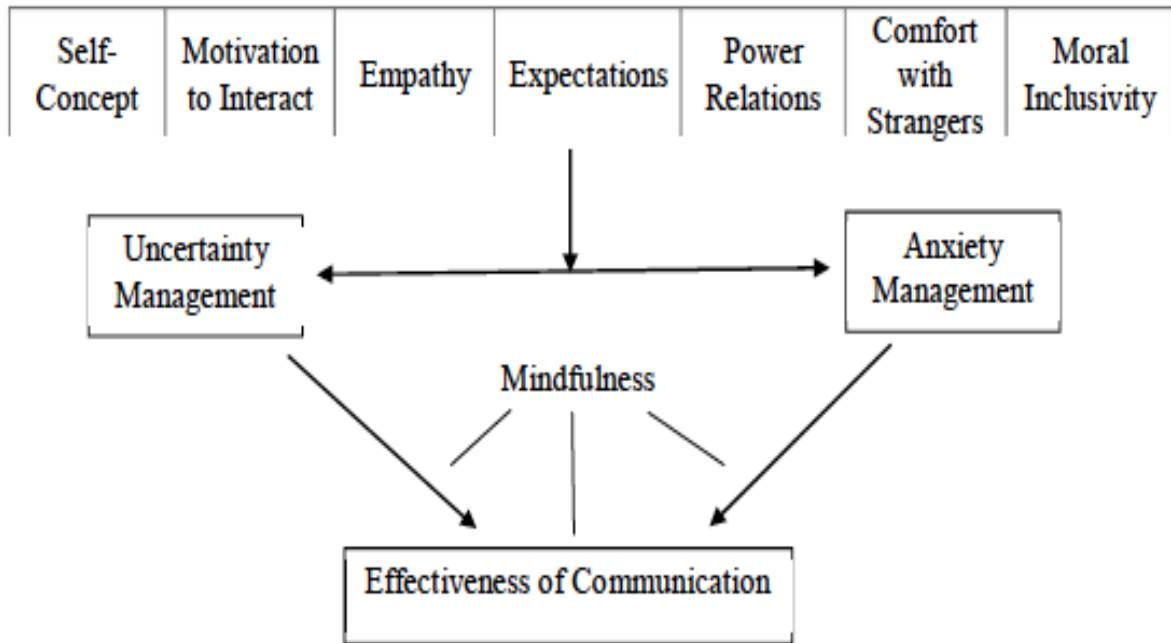 Self-
Concept
Motivation
to Interact
Empathy
Expectations
Power
Relations
Comfort
with
Strangers
Moral
Inclusivity
Uncertainty
Management
Anxiety
Management
Mindfulness
Effectiveness of Communication